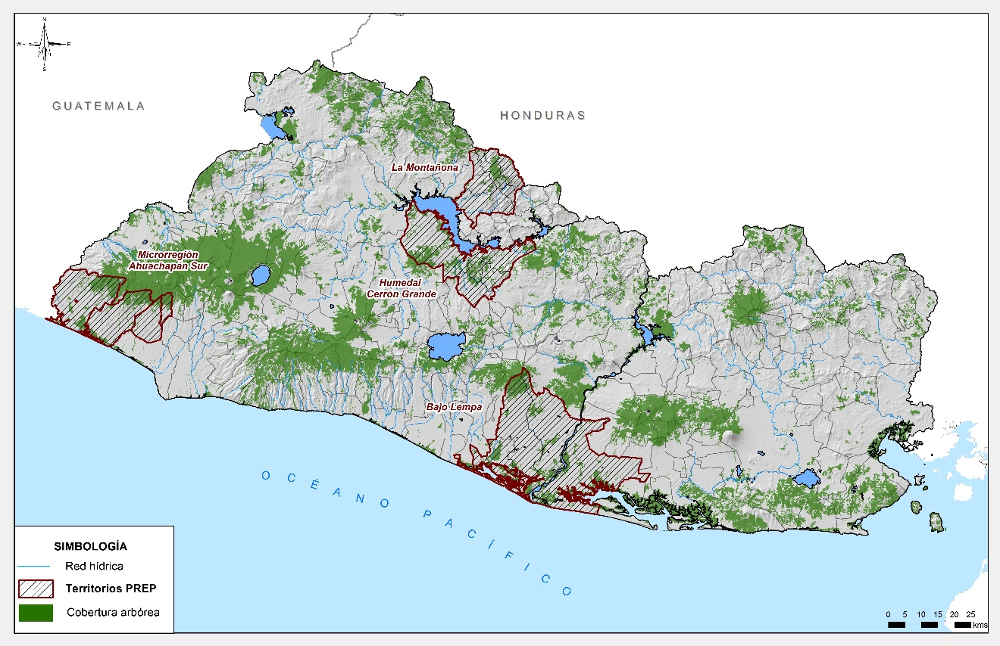 N
W
E
S
GUATEMALA
HONDURAS
La Montañona
Microrregión
Ahuachapán Sur
Humedal
Cerrón Grande
Bajo Lempa
OCÉANO PACÍFICO
SIMBOLOGÍA
Red hídrica
Territorios PREP
Cobertura arbórea
0 5 10 15 20 25
kms